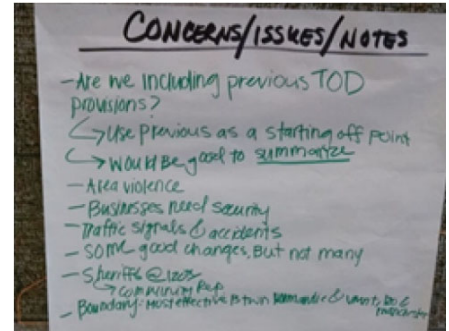 CONCERNS/ISSUES/NOTES
- Are we including previous TOD
provisions?
↳ Use previous as a starting off point
↳ Would Be good to summarize
- Area violence
- Businesses need security
- Traffic signals & accidents
- SOME good changes, But not many
- Sheriffs @
Rep
- Boundary: Most effective Btwn &